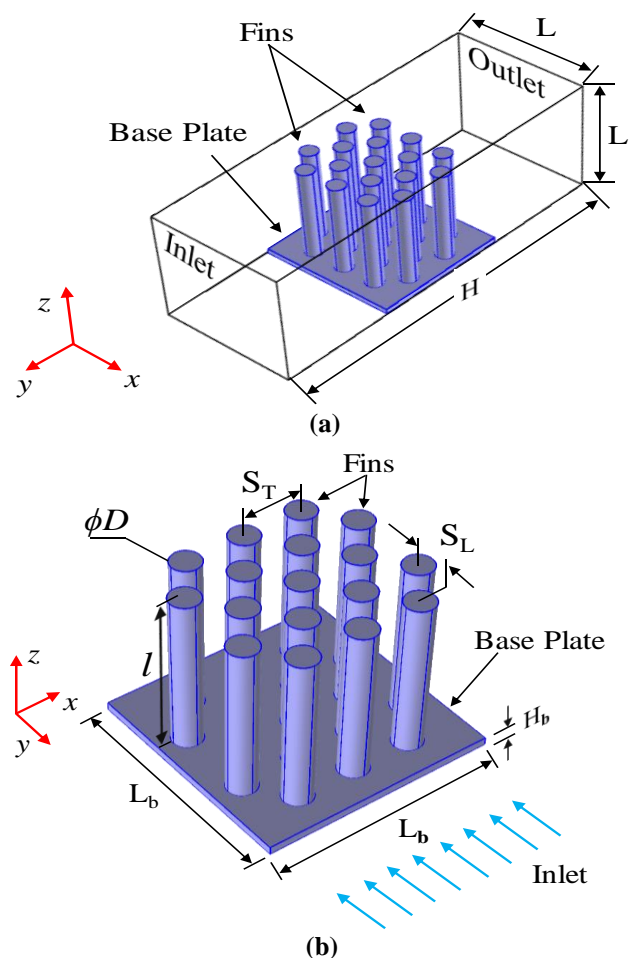 Fins
L
Outlet
Base Plate
L
Inlet
H
z
y
x
(a)
Fins
S_T
ϕD
S_L
Base Plate
z
l
x
y
H_b
L_b
L_b
Inlet
(b)